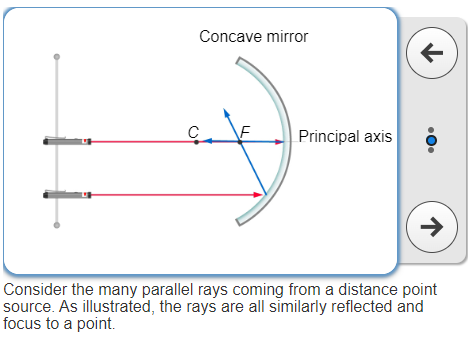 Concave mirror
C
F
Principal axis
Consider the many parallel rays coming from a distance point
source. As illustrated, the rays are all similarly reflected and
focus to a point.